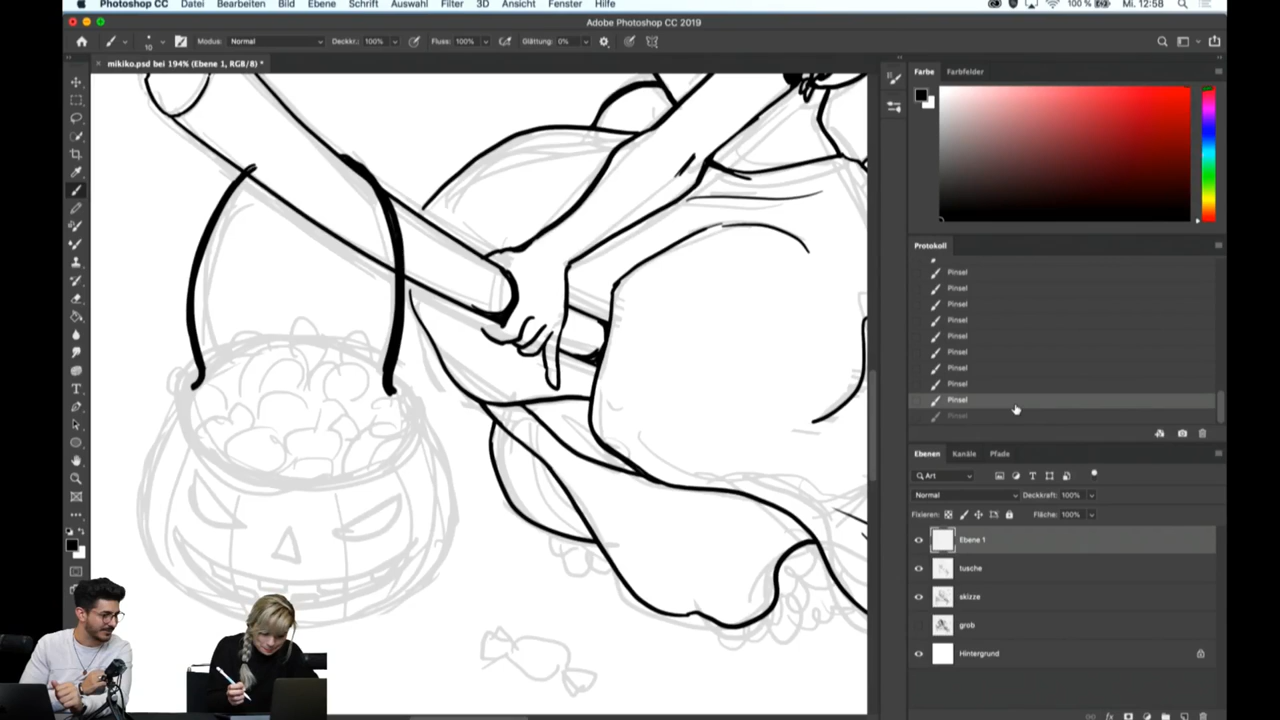 Photoshop CC Datei Bearbeiten Bild Ebene Schrift Auswahl Filter 3D Ansicht Fenster Hilfe 100 % Mi. 12:58
Adobe Photoshop CC 2019
10 Modus: Normal Deckkr.: 100% Fluss: 100% Glättung: 0%
× mikiko.psd bei 194% (Ebene 1, RGB/8) *
Farbe Farbfelder
Protokoll
Pinsel
Pinsel
Pinsel
Pinsel
Pinsel
Pinsel
Pinsel
Pinsel
Pinsel
Pinsel
Ebenen Kanäle Pfade
Art
Normal Deckkraft: 100%
Fixieren: Fläche: 100%
Ebene 1
tusche
skizze
grob
Hintergrund
fx